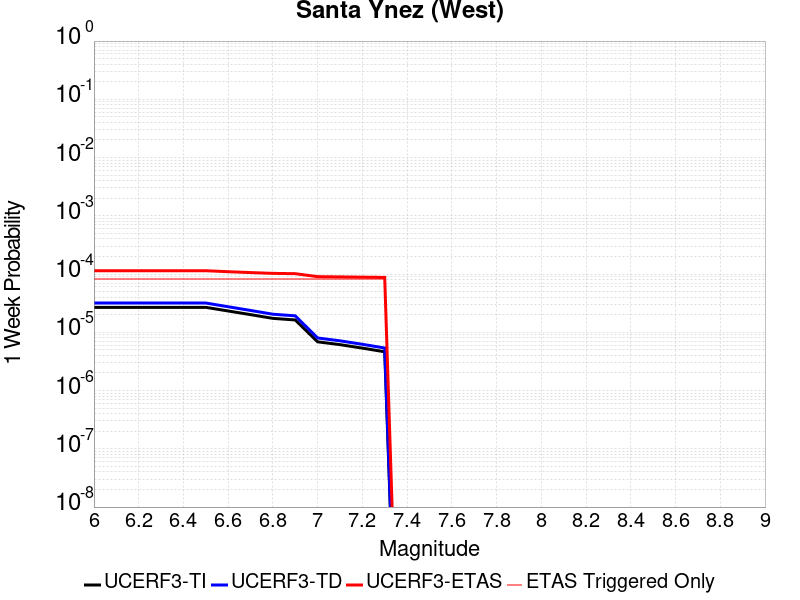 Santa Ynez (West)
10^0
10^-1
10^-2
10^-3
10^-4
10^-5
10^-6
10^-7
10^-8
1 Week Probability
6 6.2 6.4 6.6 6.8 7 7.2 7.4 7.6 7.8 8 8.2 8.4 8.6 8.8 9
Magnitude
UCERF3-TI UCERF3-TD UCERF3-ETAS ETAS Triggered Only